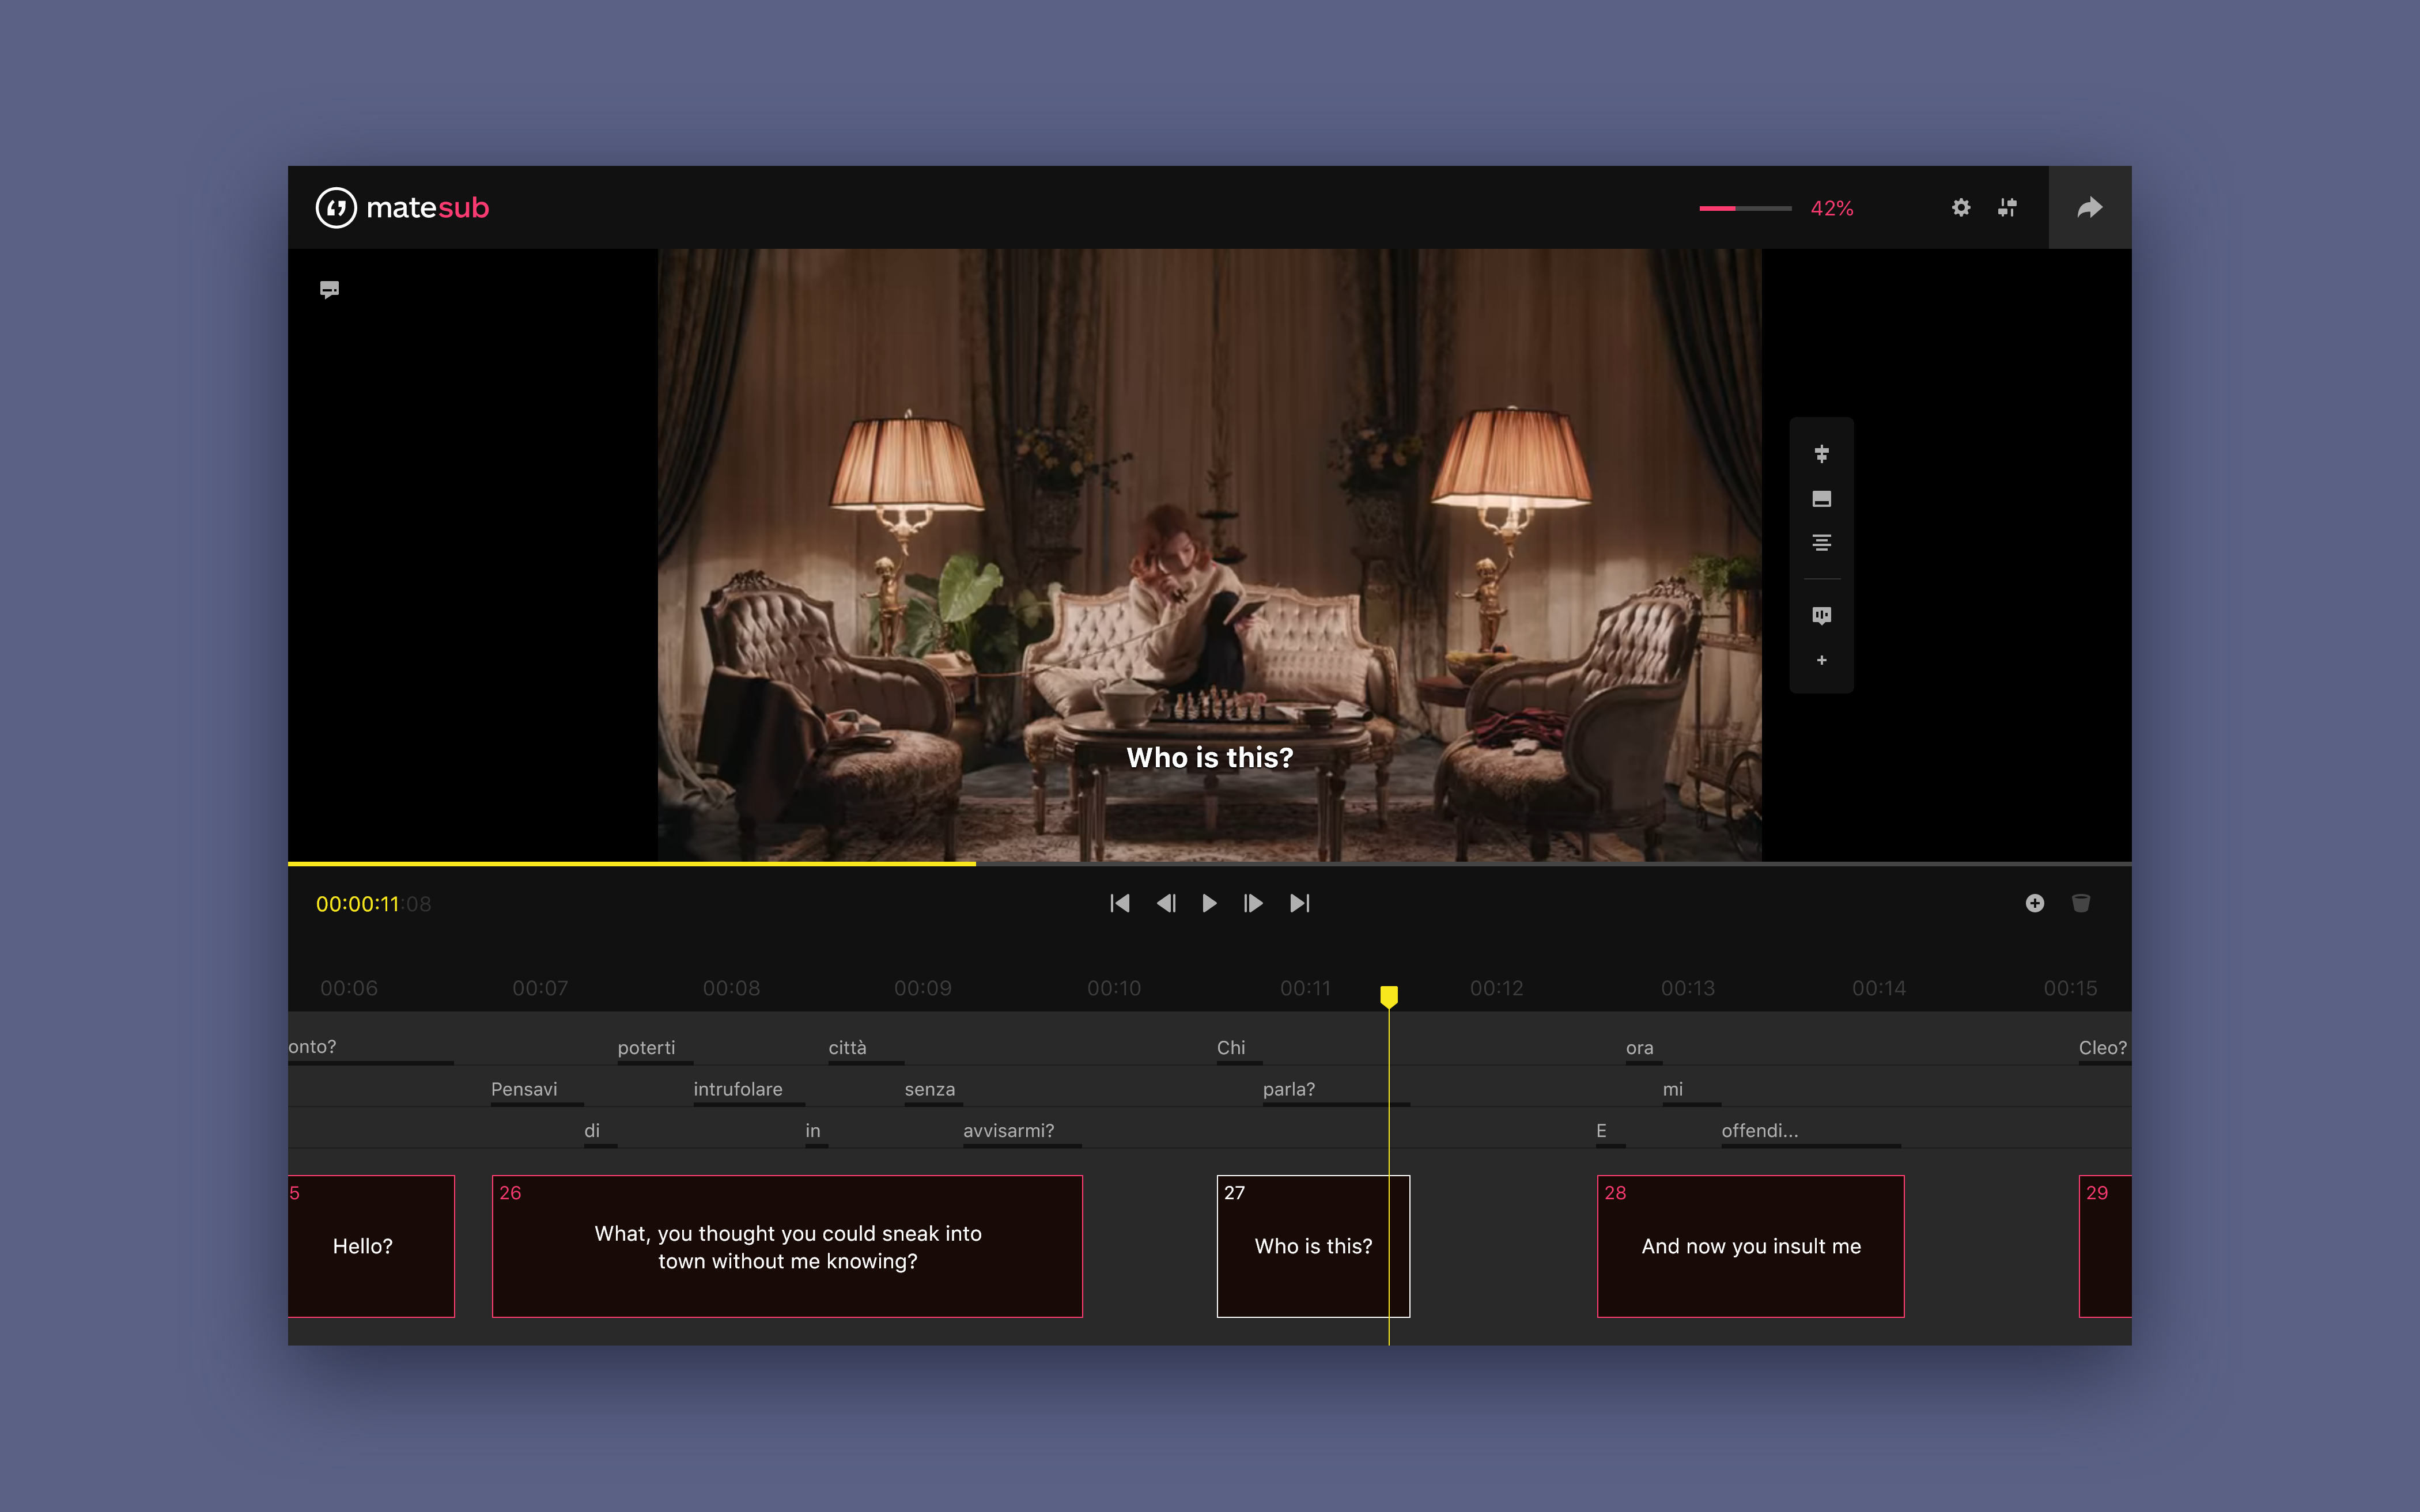 matesub
42%
Who is this?
00:00:11:08
00:06 00:07 00:08 00:09 00:10 00:11 00:12 00:13 00:14 00:15
onto? poterti città Chi ora Cleo?
Pensavi intrufolare senza parla? mi
di in avvisarmi? E offendi...
5 26 27 28 29
Hello?
What, you thought you could sneak into
town without me knowing?
Who is this?
And now you insult me